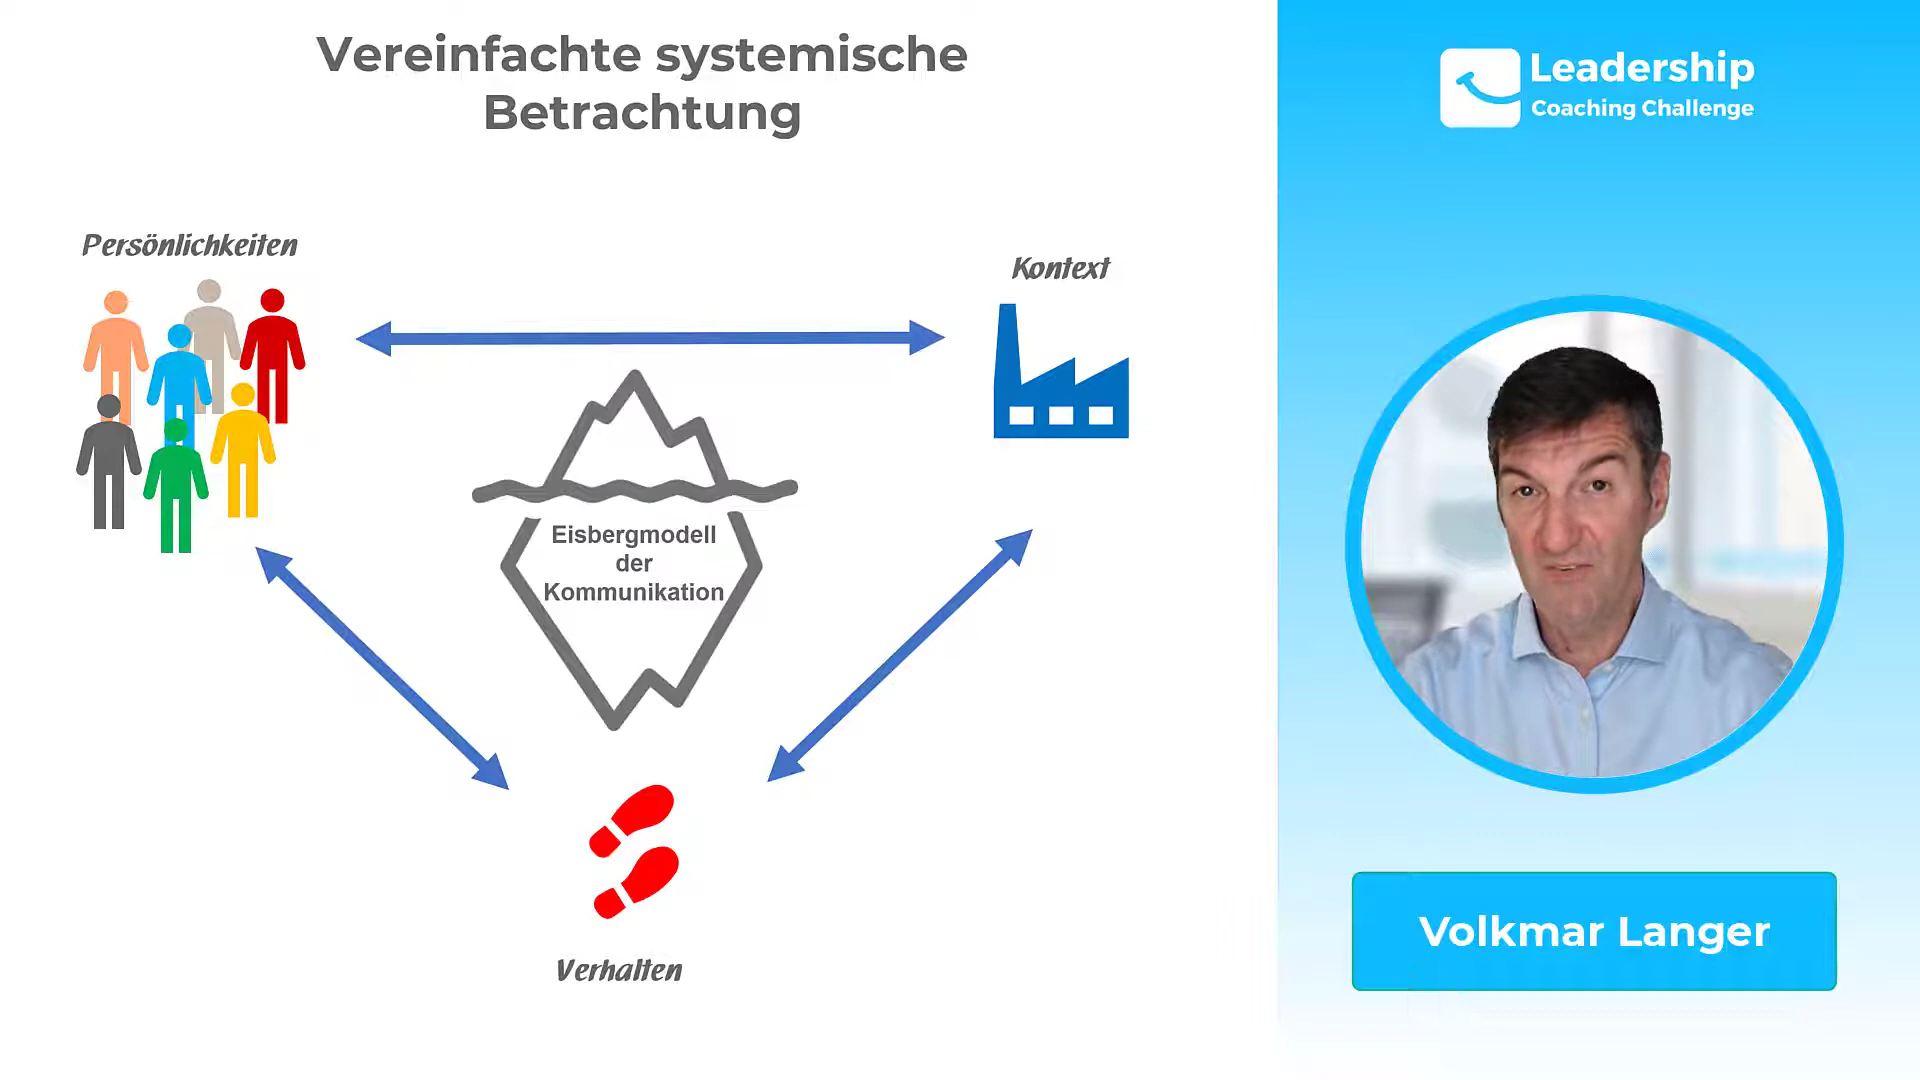 Vereinfachte systemische
Betrachtung
Leadership
Coaching Challenge
Persönlichkeiten
Kontext
Eisbergmodell
der
Kommunikation
Verhalten
Volkmar Langer